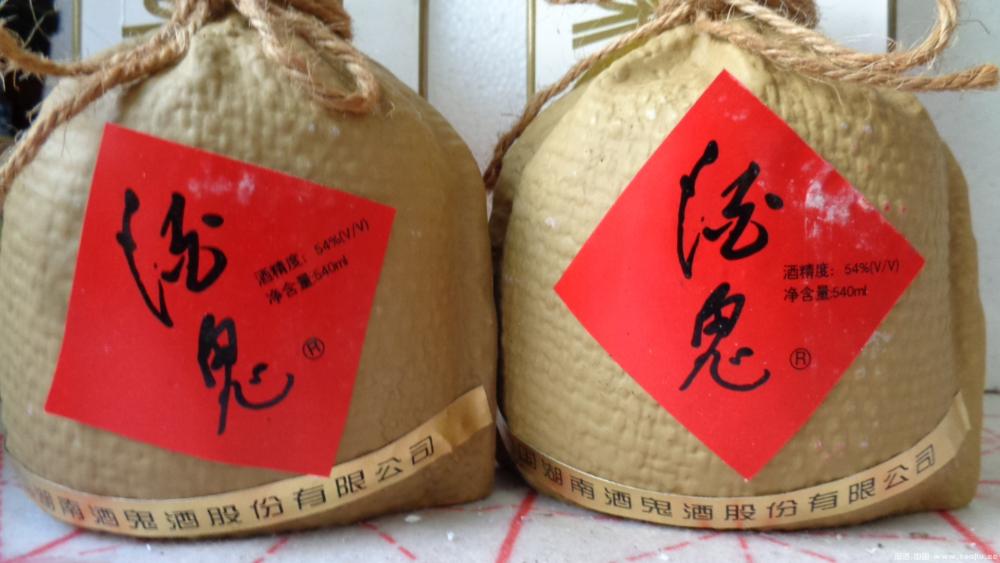 酒鬼
酒精度：54%(V/V)
净含量:540ml
®
湖南酒鬼酒股份有限公司
酒鬼
酒精度：54%(V/V)
净含量:540ml
®
国湖南酒鬼酒股份有限公司